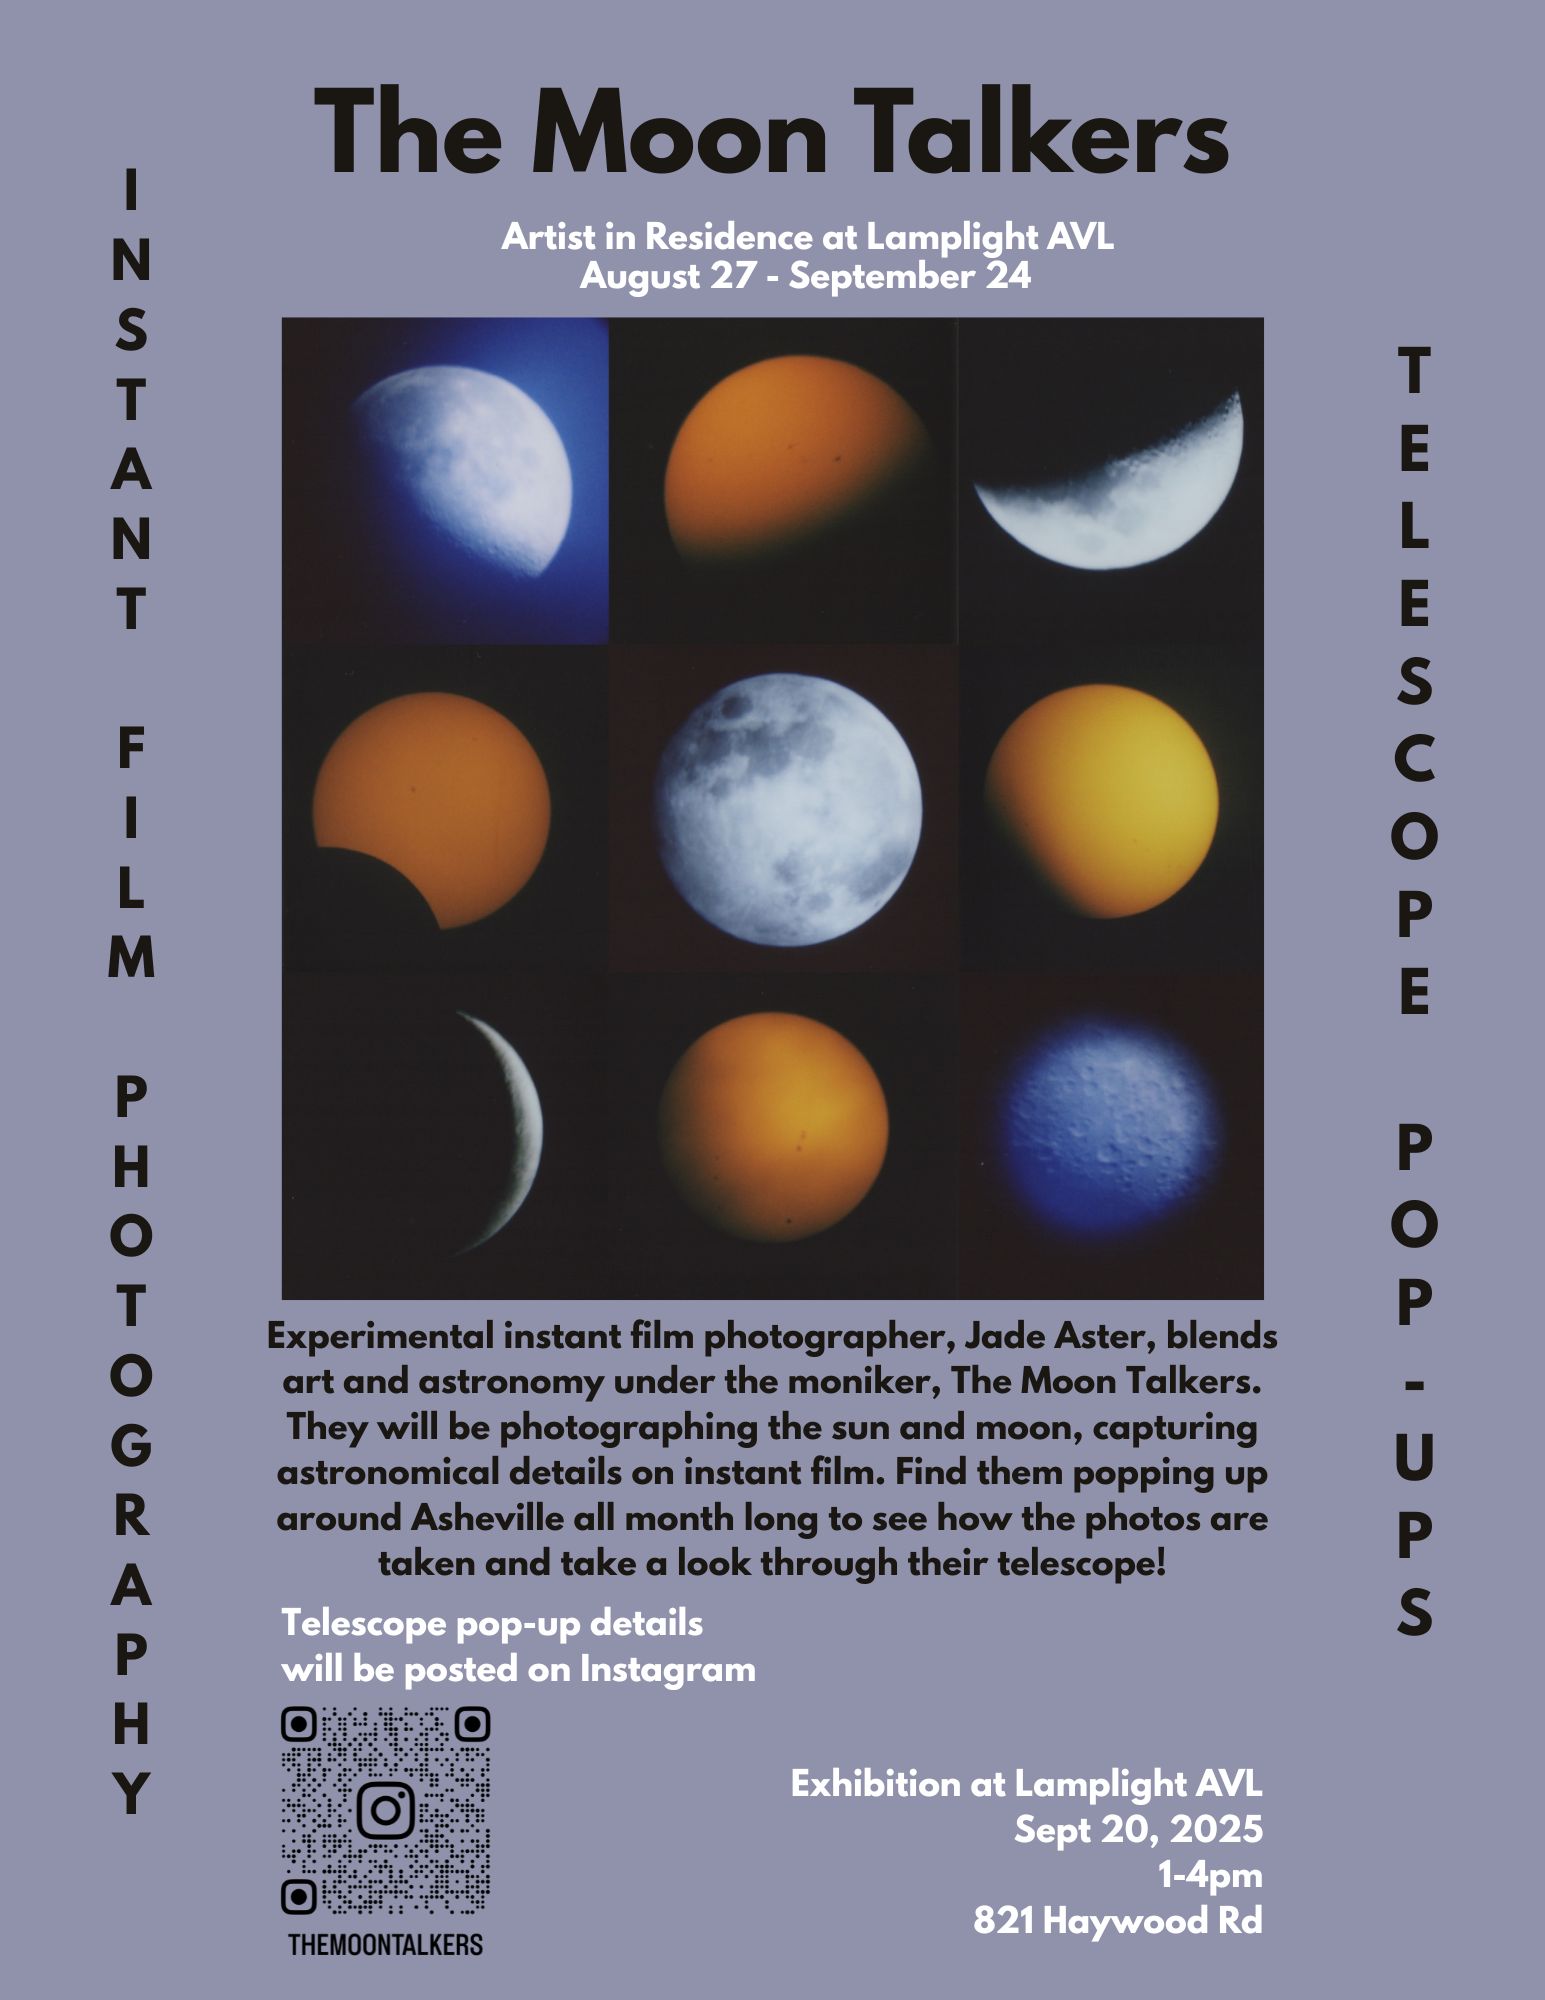 The Moon Talkers
Artist in Residence at Lamplight AVL
August 27 - September 24
INSTANT FILM PHOTOGRAPHY
TELESCOPE POP-UPS
Experimental instant film photographer, Jade Aster, blends
art and astronomy under the moniker, The Moon Talkers.
They will be photographing the sun and moon, capturing
astronomical details on instant film. Find them popping up
around Asheville all month long to see how the photos are
taken and take a look through their telescope!
Telescope pop-up details
will be posted on Instagram
THEMOONTALKERS
Exhibition at Lamplight AVL
Sept 20, 2025
1-4pm
821 Haywood Rd